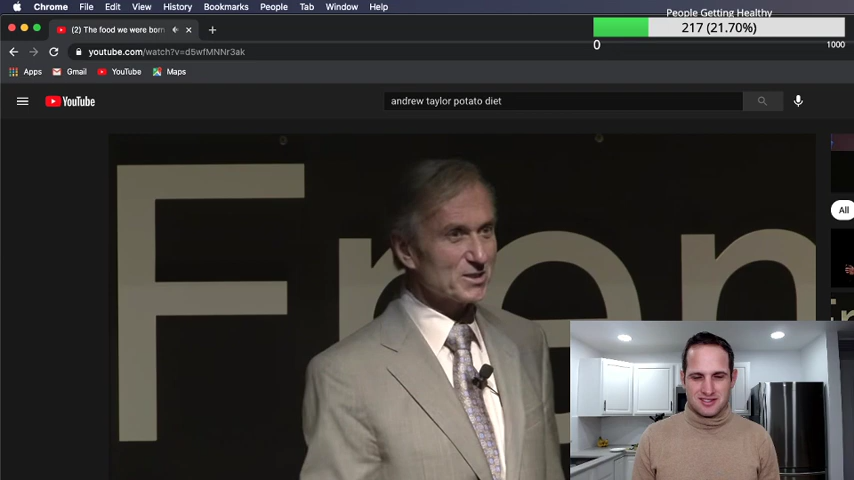 Chrome File Edit View History Bookmarks People Tab Window Help
People Getting Healthy
217 (21.70%)
0 1000
(2) The food we were born
youtube.com/watch?v=d5wfMNNr3ak
Apps Gmail YouTube Maps
YouTube
andrew taylor potato diet
All
Fren